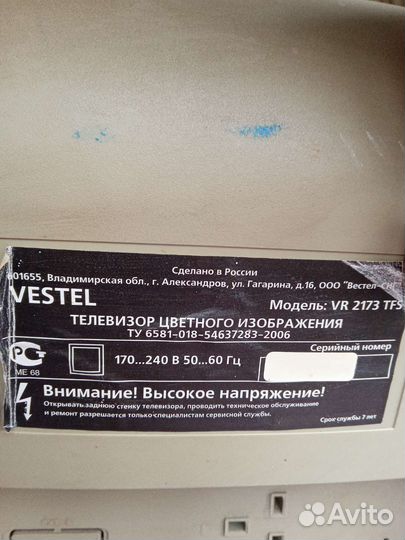 Сделано в России
601655, Владимирская обл., г. Александров, ул. Гагарина, д.16, ООО "Вестел-СНГ"
VESTEL
Модель: VR 2173 TFS
ТЕЛЕВИЗОР ЦВЕТНОГО ИЗОБРАЖЕНИЯ
ТУ 6581-018-54637283-2006
Серийный номер
РС
МЕ 68
170...240 В 50...60 Гц
Внимание! Высокое напряжение!
Открывать заднюю стенку телевизора, проводить техническое обслуживание
и ремонт разрешается только специалистам сервисной службы.
Срок службы 7 лет
Avito